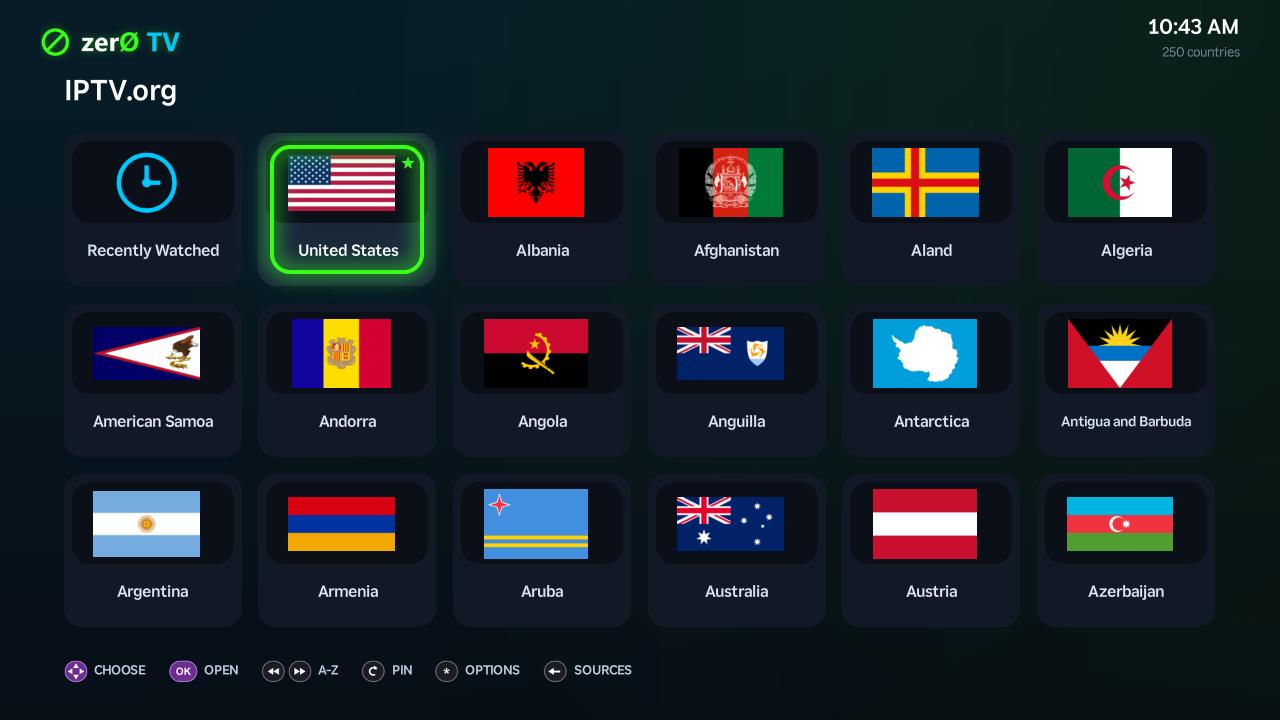 zerØ TV
10:43 AM
250 countries
IPTV.org
Recently Watched
United States
Albania
Afghanistan
Aland
Algeria
American Samoa
Andorra
Angola
Anguilla
Antarctica
Antigua and Barbuda
Argentina
Armenia
Aruba
Australia
Austria
Azerbaijan
CHOOSE
OK OPEN
A-Z
PIN
* OPTIONS
SOURCES